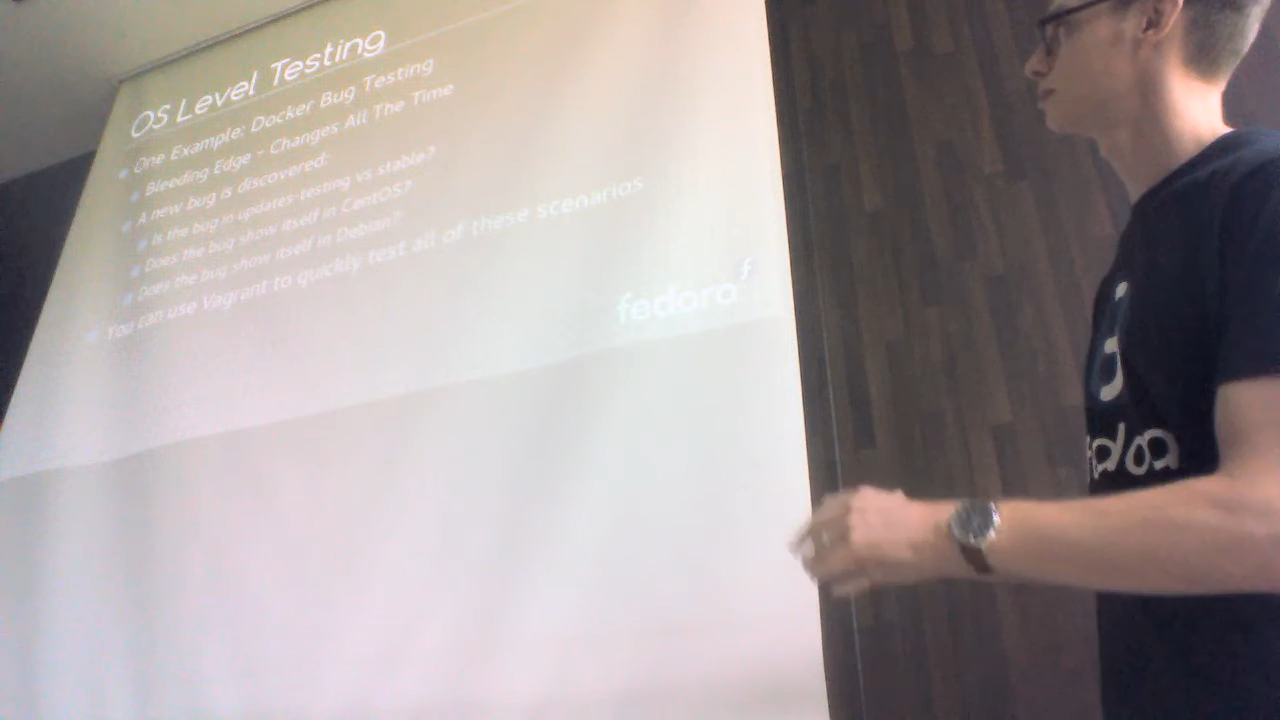 OS Level Testing
One Example: Docker Bug Testing
Bleeding Edge - Changes All The Time
A new bug is discovered:
Is the bug in updates-testing vs stable?
Does the bug show itself in CentOS?
Does the bug show itself in Debian?
You can use Vagrant to quickly test all of these scenarios
fedora